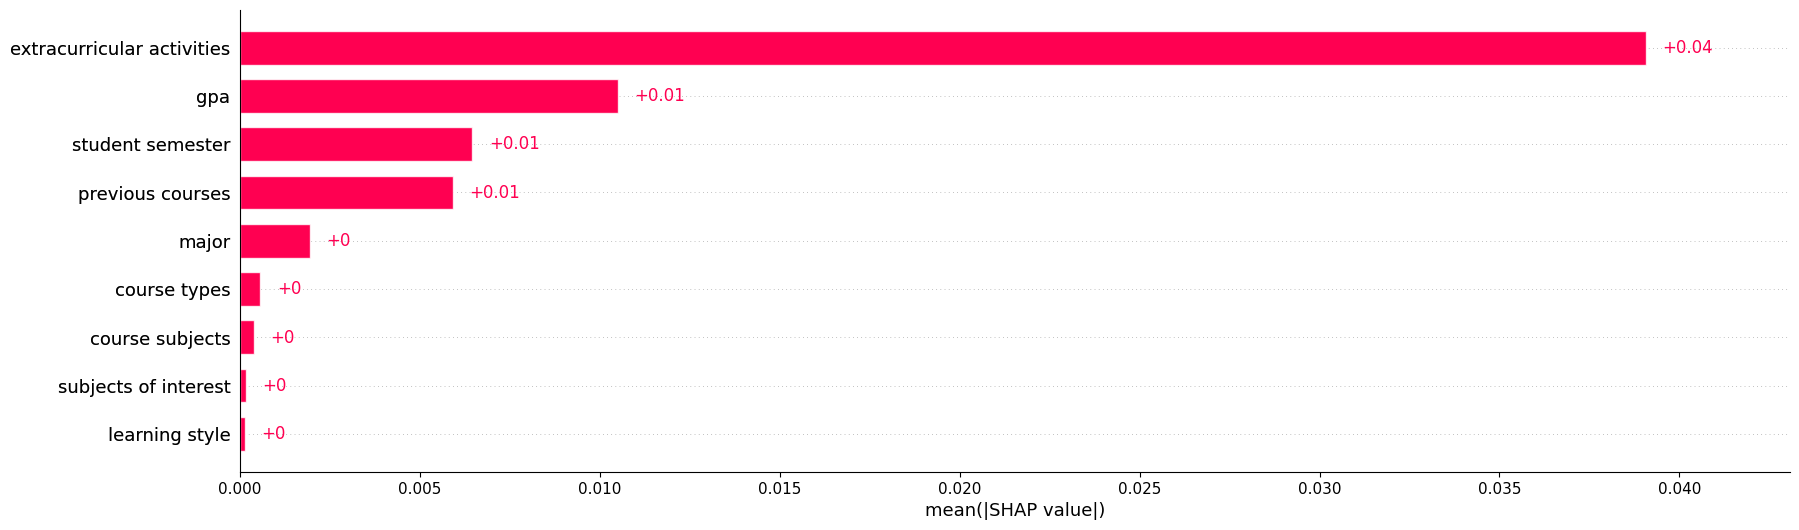 extracurricular activities +0.04
gpa +0.01
student semester +0.01
previous courses +0.01
major +0
course types +0
course subjects +0
subjects of interest +0
learning style +0
0.000 0.005 0.010 0.015 0.020 0.025 0.030 0.035 0.040
mean(|SHAP value|)